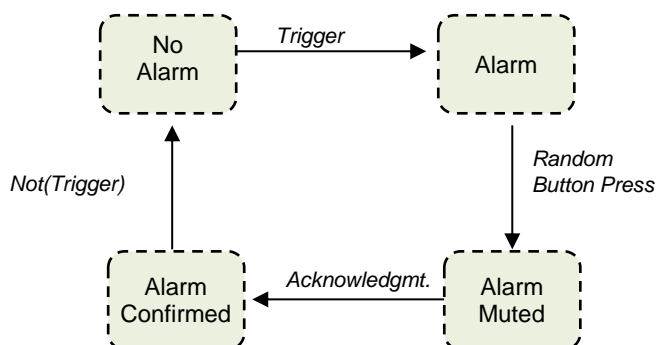 No
Alarm
Trigger
Alarm
Random
Button Press
Not(Trigger)
Alarm
Confirmed
Acknowledgmt.
Alarm
Muted